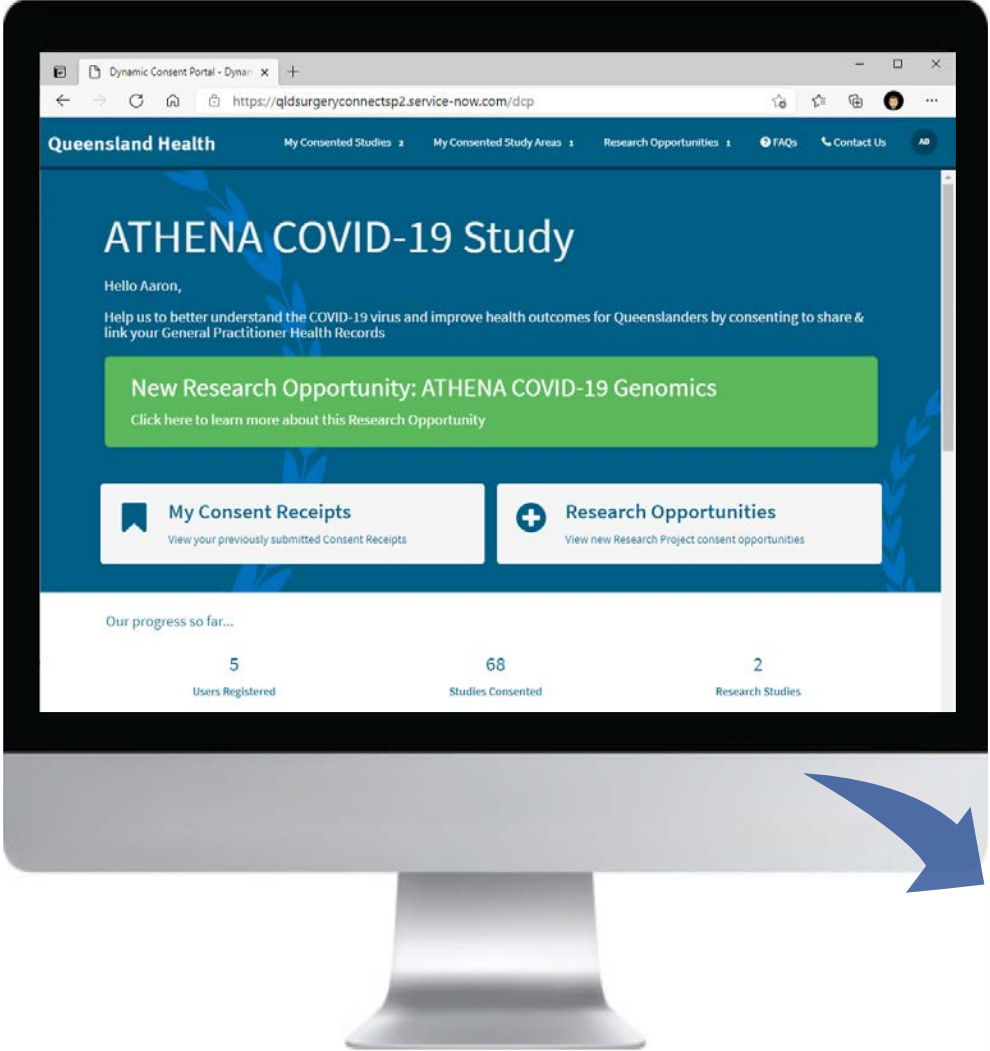 Dynamic Consent Portal - Dynam
https://qldsurgeryconnectsp2.service-now.com/dcp
Queensland Health My Consented Studies 2 My Consented Study Areas 1 Research Opportunities 1 FAQs Contact Us AD
ATHENA COVID-19 Study
Hello Aaron,
Help us to better understand the COVID-19 virus and improve health outcomes for Queenslanders by consenting to share &
link your General Practitioner Health Records
New Research Opportunity: ATHENA COVID-19 Genomics
Click here to learn more about this Research Opportunity
My Consent Receipts
View your previously submitted Consent Receipts
Research Opportunities
View new Research Project consent opportunities
Our progress so far...
5
Users Registered
68
Studies Consented
2
Research Studies